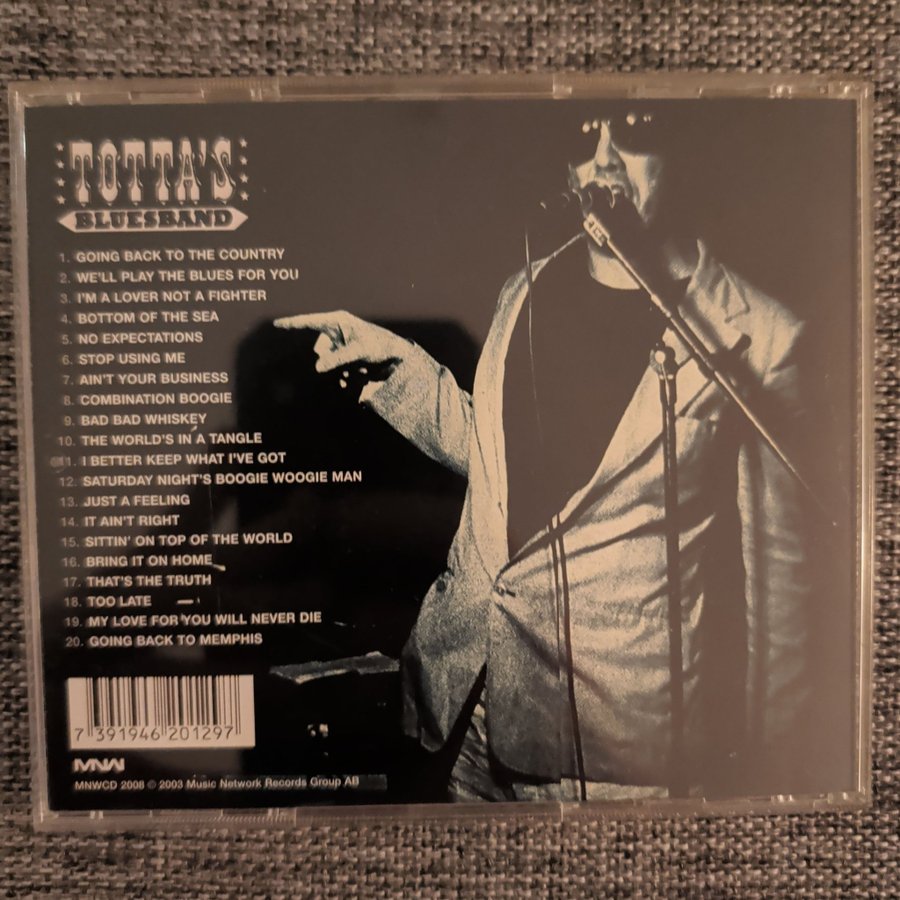 TOTTA'S
BLUESBAND
1. GOING BACK TO THE COUNTRY
2. WE'LL PLAY THE BLUES FOR YOU
3. I'M A LOVER NOT A FIGHTER
4. BOTTOM OF THE SEA
5. NO EXPECTATIONS
6. STOP USING ME
7. AIN'T YOUR BUSINESS
8. COMBINATION BOOGIE
9. BAD BAD WHISKEY
10. THE WORLD'S IN A TANGLE
11. I BETTER KEEP WHAT I'VE GOT
12. SATURDAY NIGHT'S BOOGIE WOOGIE MAN
13. JUST A FEELING
14. IT AIN'T RIGHT
15. SITTIN' ON TOP OF THE WORLD
16. BRING IT ON HOME
17. THAT'S THE TRUTH
18. TOO LATE
19. MY LOVE FOR YOU WILL NEVER DIE
20. GOING BACK TO MEMPHIS
7 391946 201297
MNW
MNWCD 2008 © 2003 Music Network Records Group AB